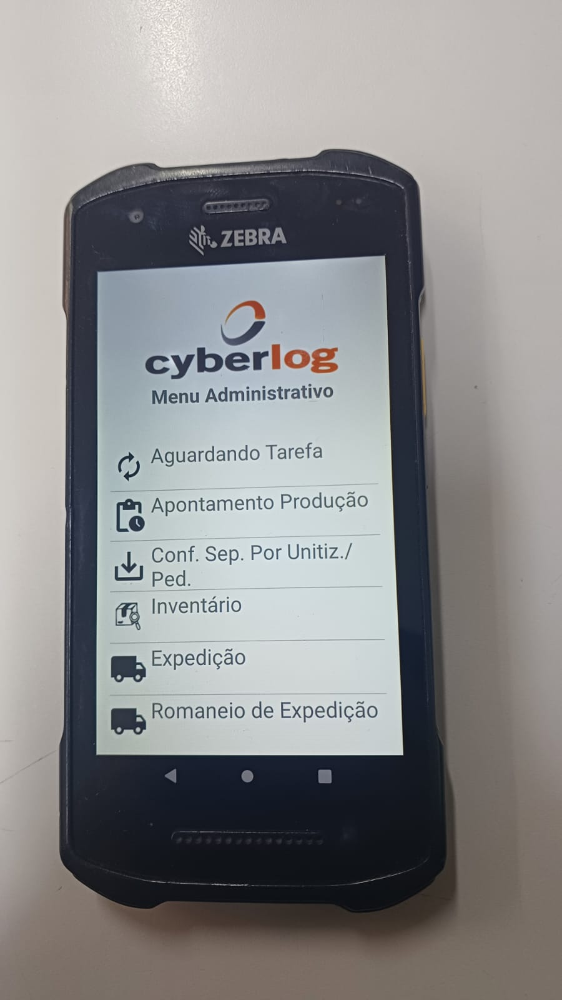 ZEBRA
cyberlog
Menu Administrativo
Aguardando Tarefa
Apontamento Produção
Conf. Sep. Por Unitiz./
Ped.
Inventário
Expedição
Romaneio de Expedição